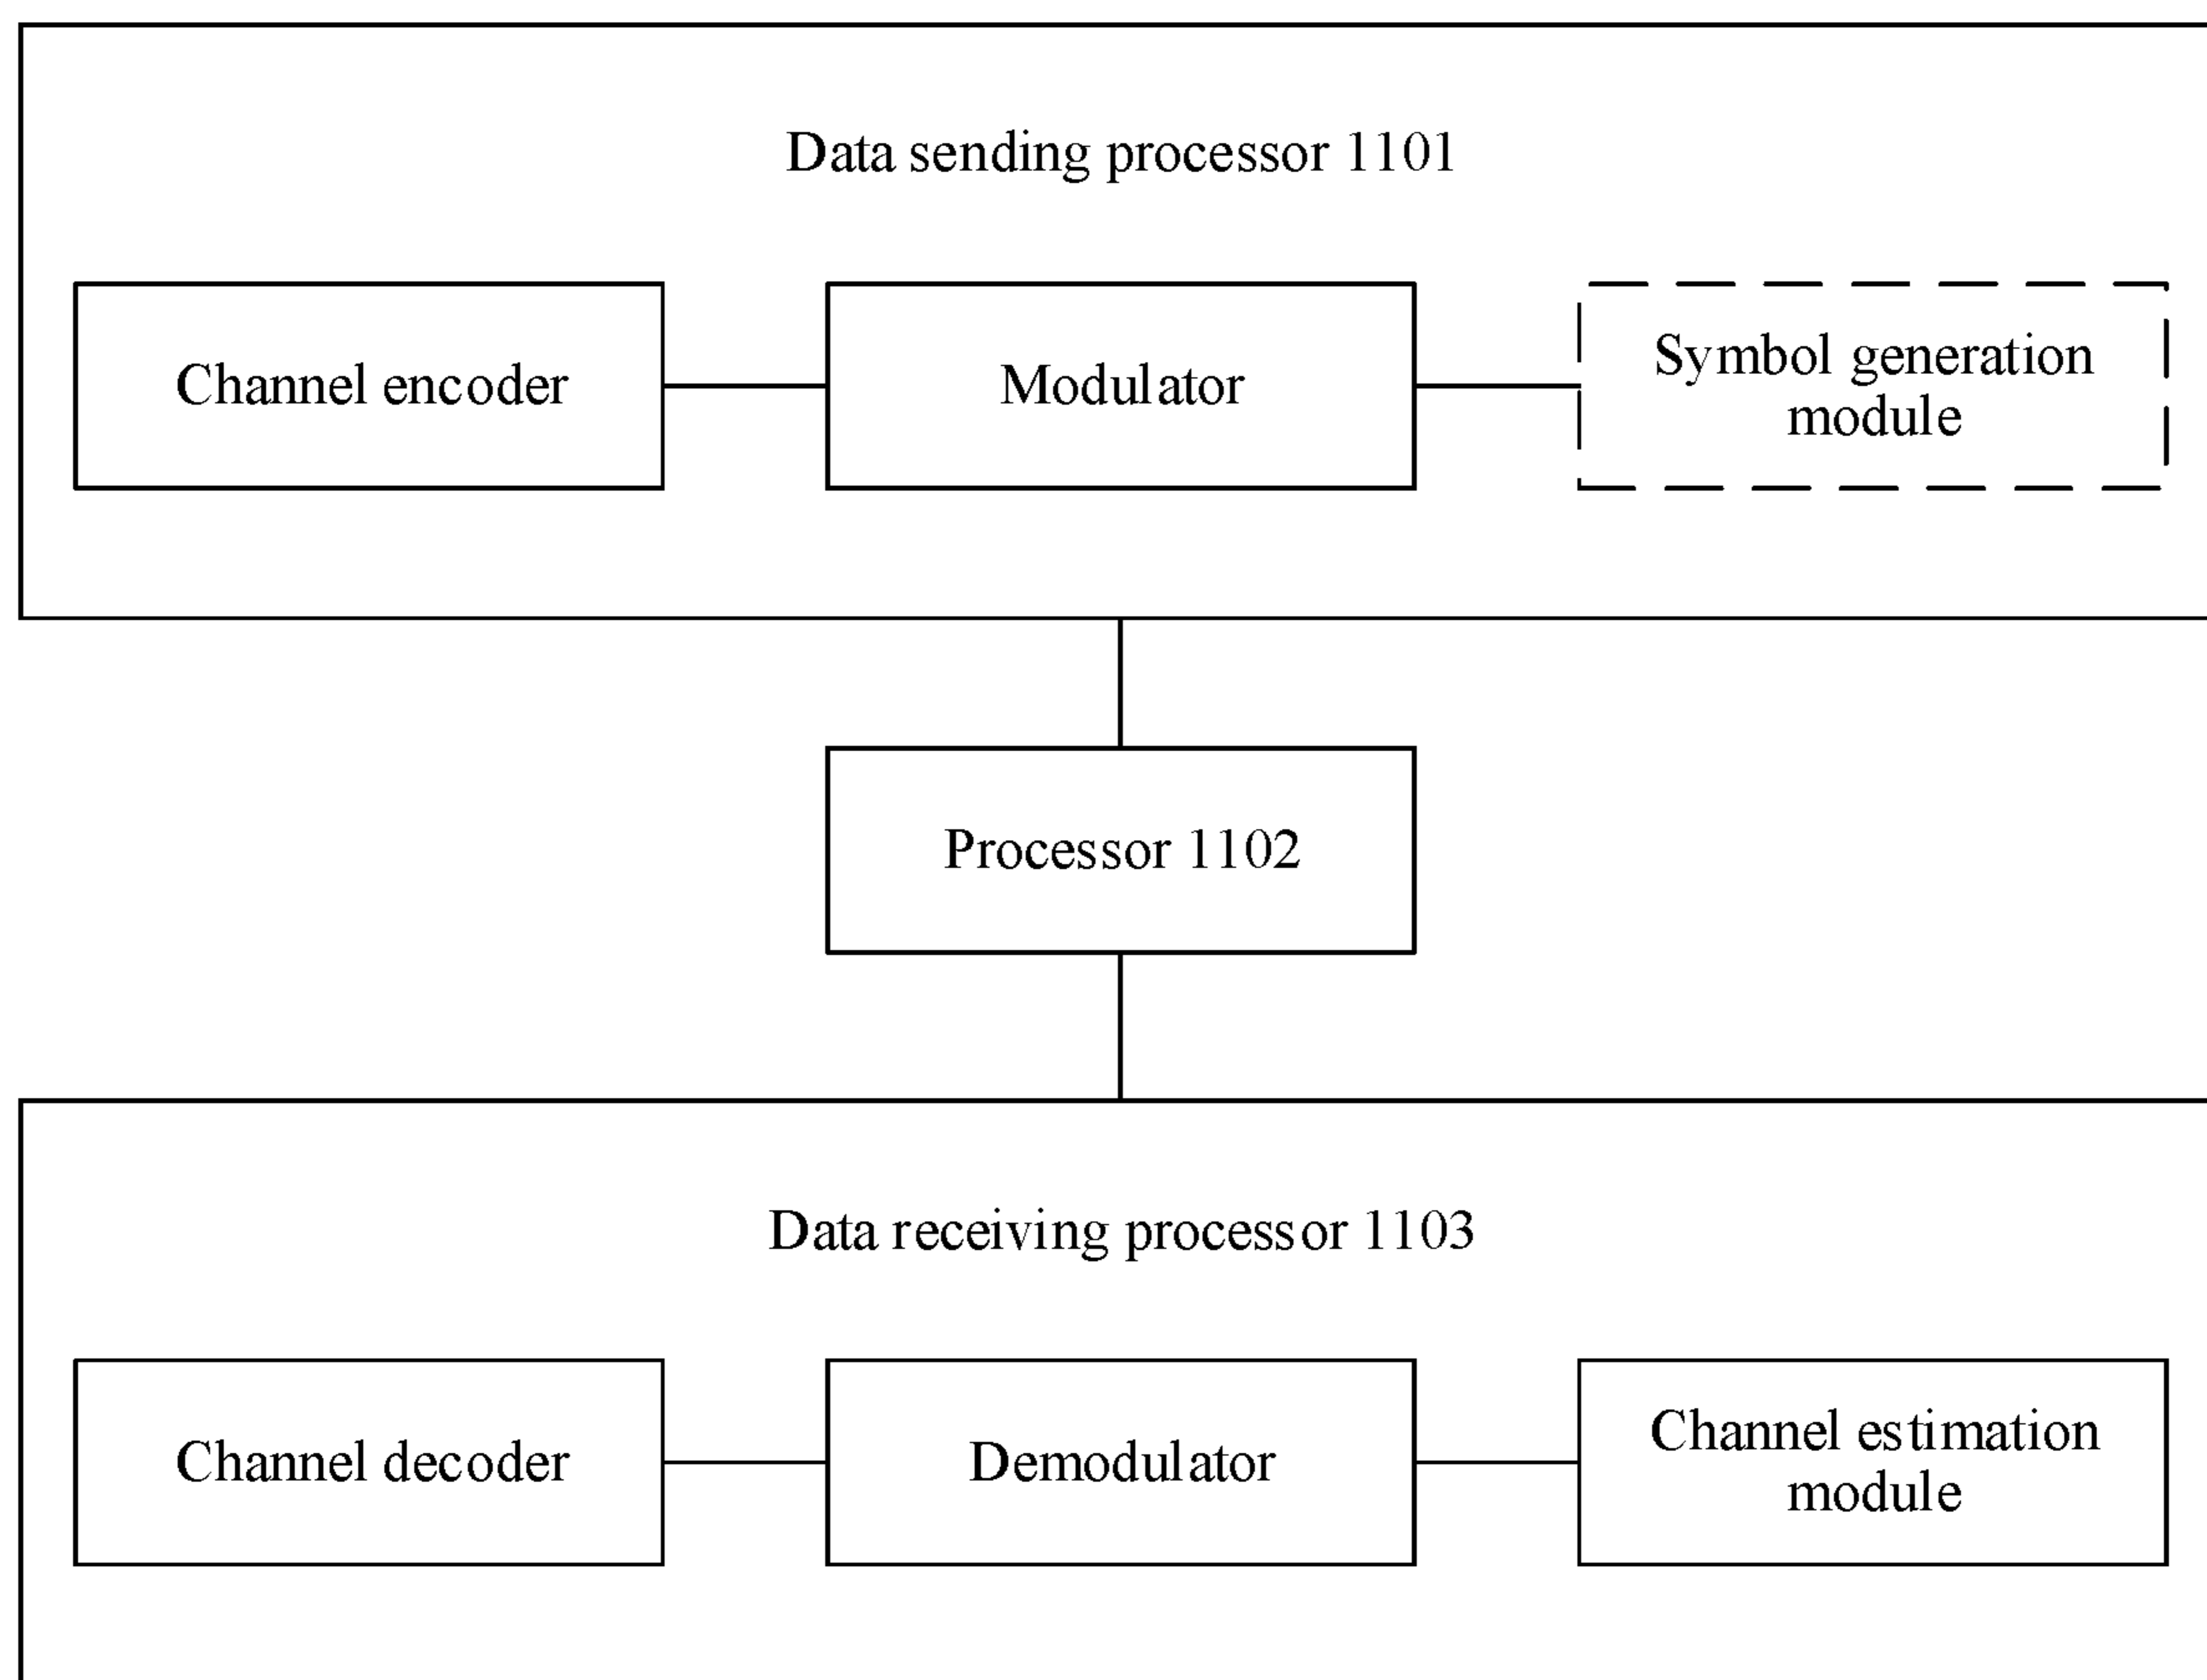 Data sending processor 1101
Channel encoder
Modulator
Symbol generation
module
Processor 1102
Data receiving processor 1103
Channel decoder
Demodulator
Channel estimation
module